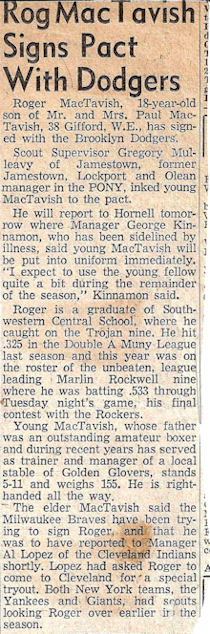 Rog MacTavish
Signs Pact
With Dodgers
Roger MacTavish, 18-year-old
son of Mr. and Mrs. Paul Mac-
Tavish, 38 Gifford, W.E., has sign-
ed with the Brooklyn Dodgers.
Scout Supervisor Gregory Mul-
leavy of Jamestown, former
Jamestown, Lockport and Olean
manager in the PONY, inked young
MacTavish to the pact.
He will report to Hornell tomor-
row where Manager George Kin-
namon, who has been sidelined by
illness, said young MacTavish will
be put into uniform immediately.
"I expect to use the young fellow
quite a bit during the remainder
of the season," Kinnamon said.
Roger is a graduate of South-
western Central School, where he
caught on the Trojan nine. He hit
.325 in the Double A Muny League
last season and this year was on
the roster of the unbeaten, league
leading Marlin Rockwell nine
where he was batting .533 through
Tuesday night's game, his final
contest with the Rockers.
Young MacTavish, whose father
was an outstanding amateur boxer
and during recent years has served
as trainer and manager of a local
stable of Golden Glovers, stands
5-11 and weighs 155. He is right-
handed all the way.
The elder MacTavish said the
Milwaukee Braves have been try-
ing to sign Roger, and that he
was to have reported to Manager
Al Lopez of the Cleveland Indians
shortly. Lopez had asked Roger to
come to Cleveland for a special
tryout. Both New York teams, the
Yankees and Giants, had scouts
looking Roger over earlier in the
season.